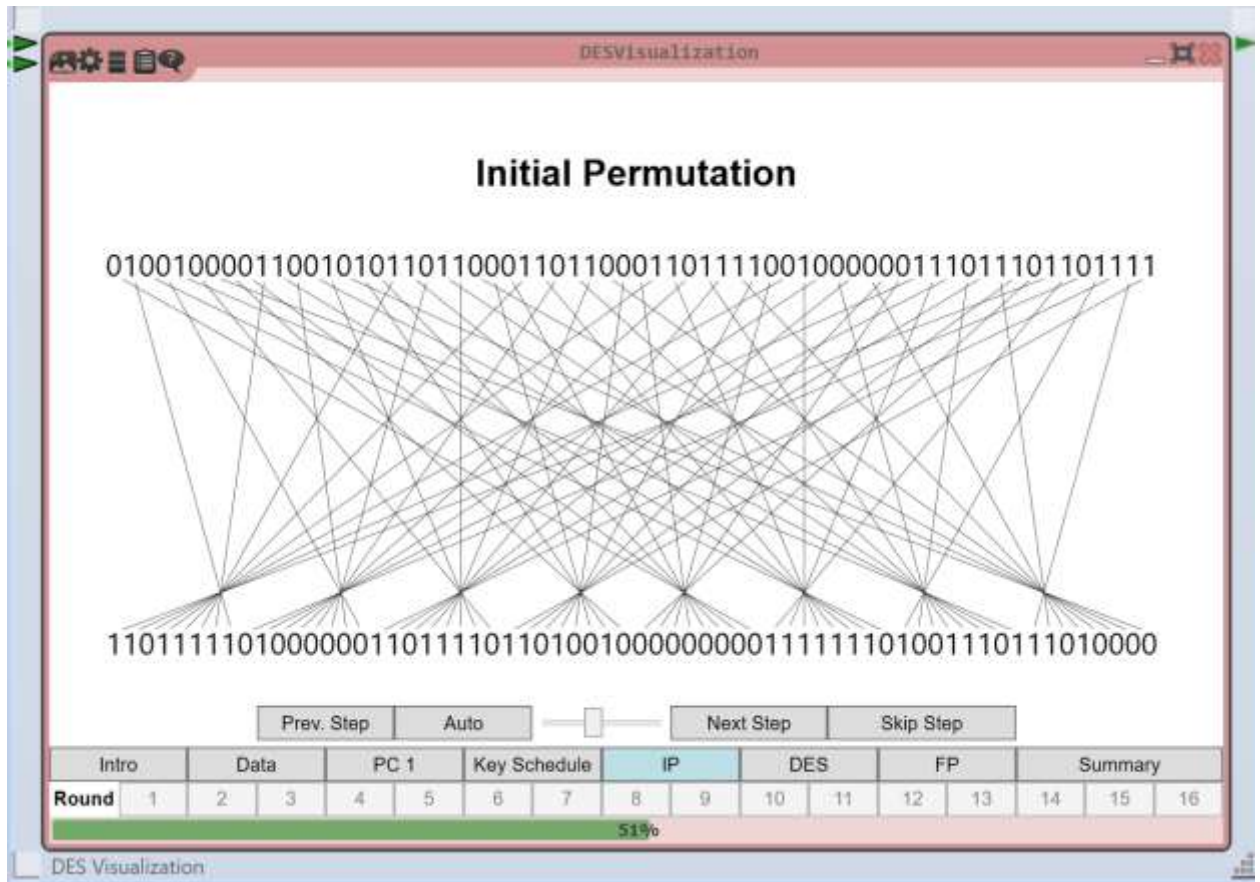 DESVisualization
Initial Permutation
0100100001100101011011000110110001101111001000000111011101101111
1101111101000000110111101101001000000000111111101001110111010000
Prev. Step Auto Next Step Skip Step
Intro Data PC 1 Key Schedule IP DES FP Summary
Round 1 2 3 4 5 6 7 8 9 10 11 12 13 14 15 16
51%
DES Visualization